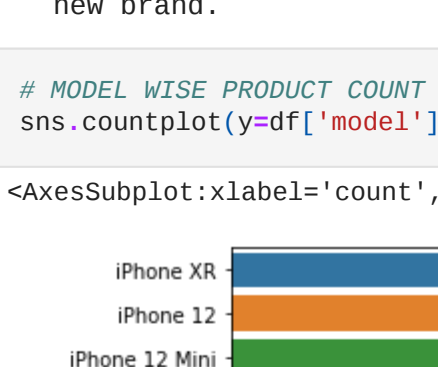 new brand.
# MODEL WISE PRODUCT COUNT
sns.countplot(y=df['model']
<AxesSubplot:xlabel='count',
iPhone XR
iPhone 12
iPhone 12 Mini